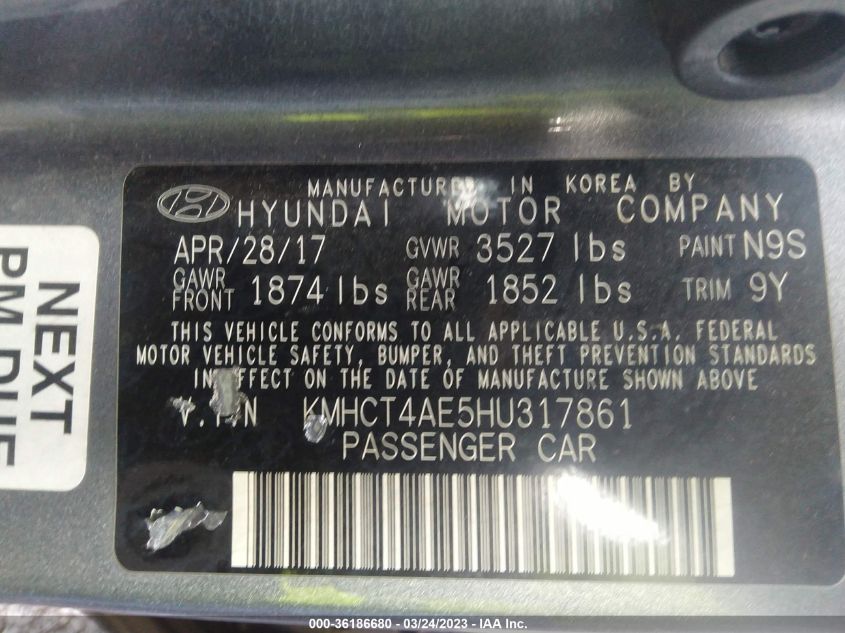 MANUFACTURED IN KOREA BY
HYUNDAI MOTOR COMPANY
APR/28/17 GVWR 3527 lbs PAINT N9S
GAWR FRONT 1874 lbs GAWR REAR 1852 lbs TRIM 9Y
THIS VEHICLE CONFORMS TO ALL APPLICABLE U.S.A. FEDERAL
MOTOR VEHICLE SAFETY, BUMPER, AND THEFT PREVENTION STANDARDS
IN EFFECT ON THE DATE OF MANUFACTURE SHOWN ABOVE
V.I.N KMHCT4AE5HU317861
PASSENGER CAR
NEXT
PM DUE
000-36186680 - 03/24/2023 - IAA Inc.